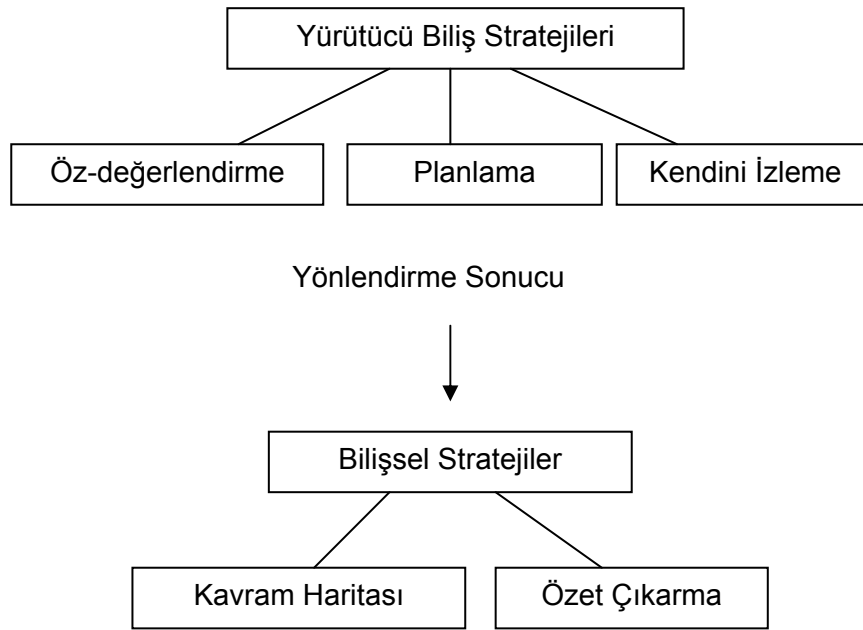 Yürütücü Biliş Stratejileri
Öz-değerlendirme
Planlama
Kendini İzleme
Yönlendirme Sonucu
Bilişsel Stratejiler
Kavram Haritası
Özet Çıkarma